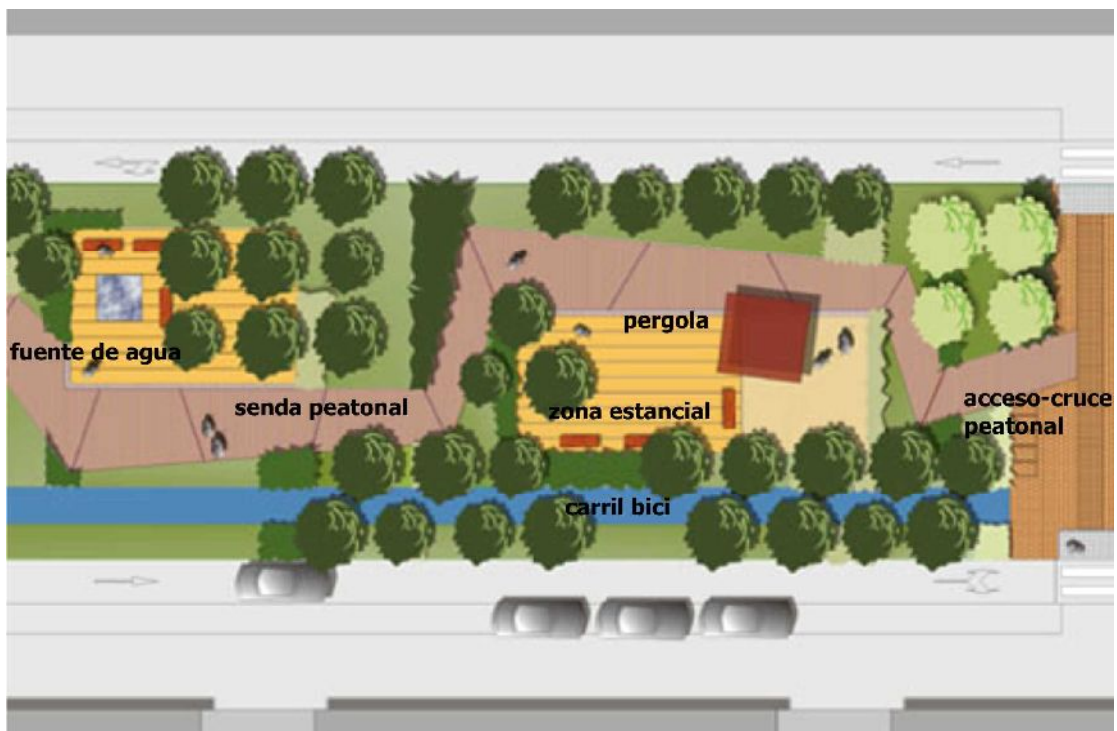 pergola
fuente de agua
senda peatonal
zona estancial
acceso-cruce
peatonal
carril bici